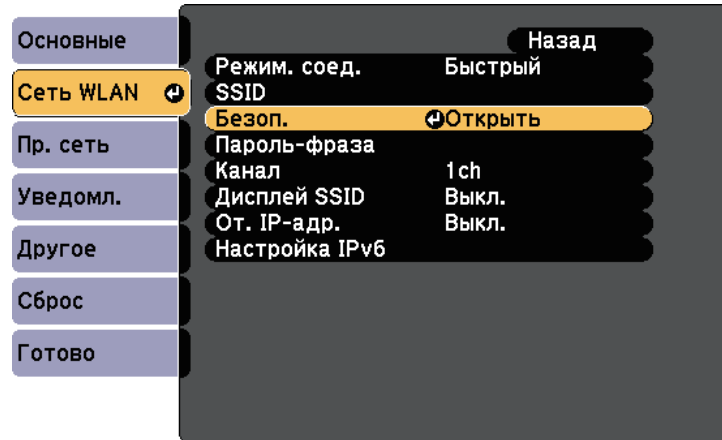 Основные
Сеть WLAN
Пр. сеть
Уведомл.
Другое
Сброс
Готово
Назад
Режим. соед. Быстрый
SSID
Безоп. Открыть
Пароль-фраза
Канал 1ch
Дисплей SSID Выкл.
От. IP-адр. Выкл.
Настройка IPv6